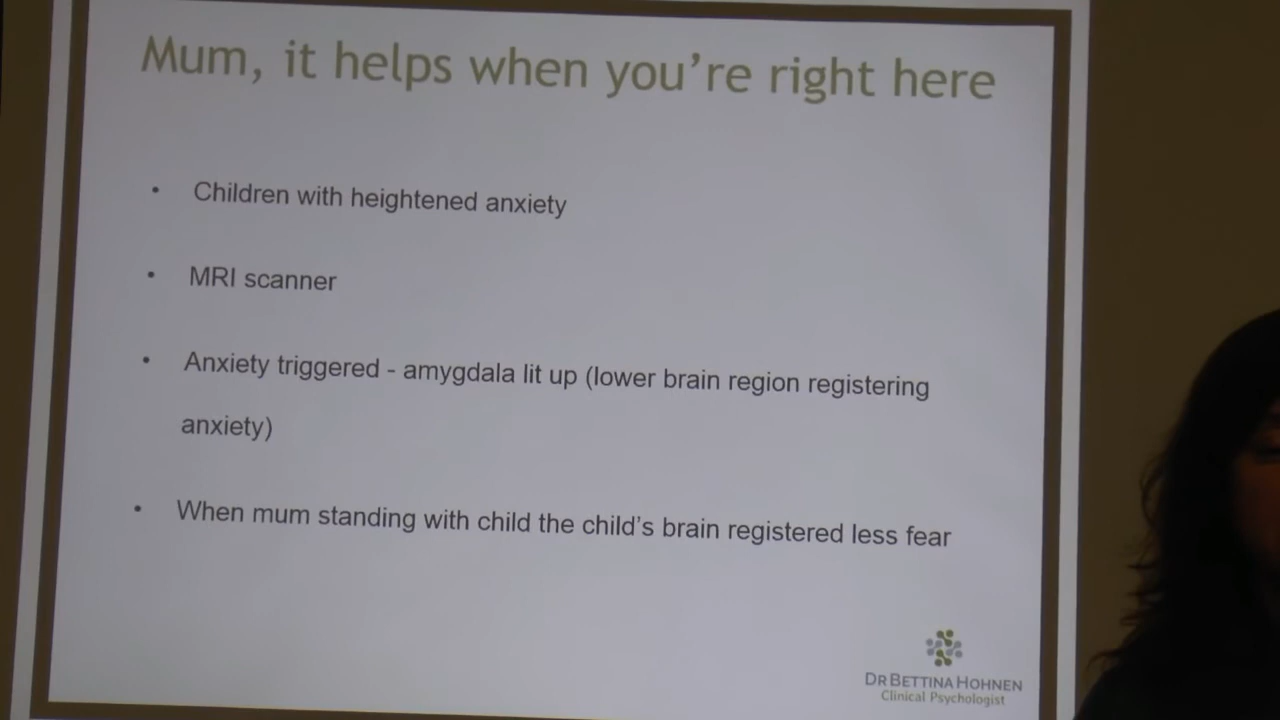 Mum, it helps when you're right here
• Children with heightened anxiety
• MRI scanner
• Anxiety triggered - amygdala lit up (lower brain region registering
anxiety)
• When mum standing with child the child's brain registered less fear
DR BETTINA HOHNEN
Clinical Psychologist